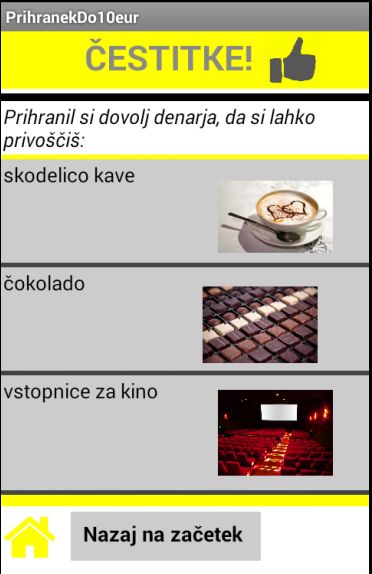 PrihranekDo10eur
ČESTITKE!
Prihranil si dovolj denarja, da si lahko
privoščiš:
skodelico kave
čokolado
vstopnice za kino
Nazaj na začetek